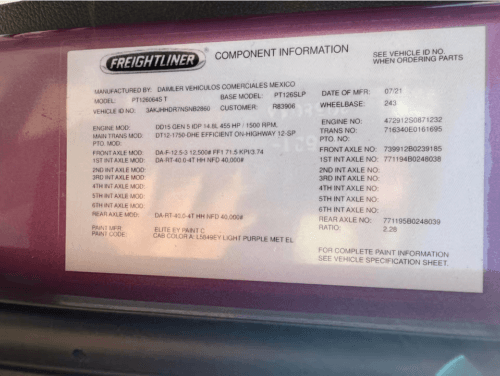 FREIGHTLINER COMPONENT INFORMATION SEE VEHICLE ID NO.
WHEN ORDERING PARTS
MANUFACTURED BY: DAIMLER VEHICULOS COMERCIALES MEXICO
MODEL: PT126064S T BASE MODEL: PT126SLP DATE OF MFR: 07/21
VEHICLE ID NO: 3AKJHHDR7NSNB2860 CUSTOMER: R83906 WHEELBASE: 243
ENGINE MOD: DD15 GEN 5 IDP 14.8L 455 HP / 1500 RPM, ENGINE NO: 472912S0871232
MAIN TRANS MOD: DT12-1750-DHE EFFICIENT ON-HIGHWAY 12-SP TRANS NO: 716340E0161695
PTO. MOD: PTO. NO:
FRONT AXLE MOD: DA-F-12.5-3 12,500# FF1 71.5 KPI/3.74 FRONT AXLE NO: 739912B0239185
1ST INT AXLE MOD: DA-RT-40.0-4T HH NFD 40,000# 1ST INT AXLE NO: 771194B0248038
2ND INT AXLE MOD: 2ND INT AXLE NO:
3RD INT AXLE MOD: 3RD INT AXLE NO:
4TH INT AXLE MOD: 4TH INT AXLE NO:
5TH INT AXLE MOD: 5TH INT AXLE NO:
6TH INT AXLE MOD: 6TH INT AXLE NO:
REAR AXLE MOD: DA-RT-40.0-4T HH NFD 40,000# REAR AXLE NO: 771195B0248039
RATIO: 2.28
PAINT MFR: ELITE EY PAINT C
PAINT CODE: CAB COLOR A: L5849EY LIGHT PURPLE MET EL
FOR COMPLETE PAINT INFORMATION
SEE VEHICLE SPECIFICATION SHEET.